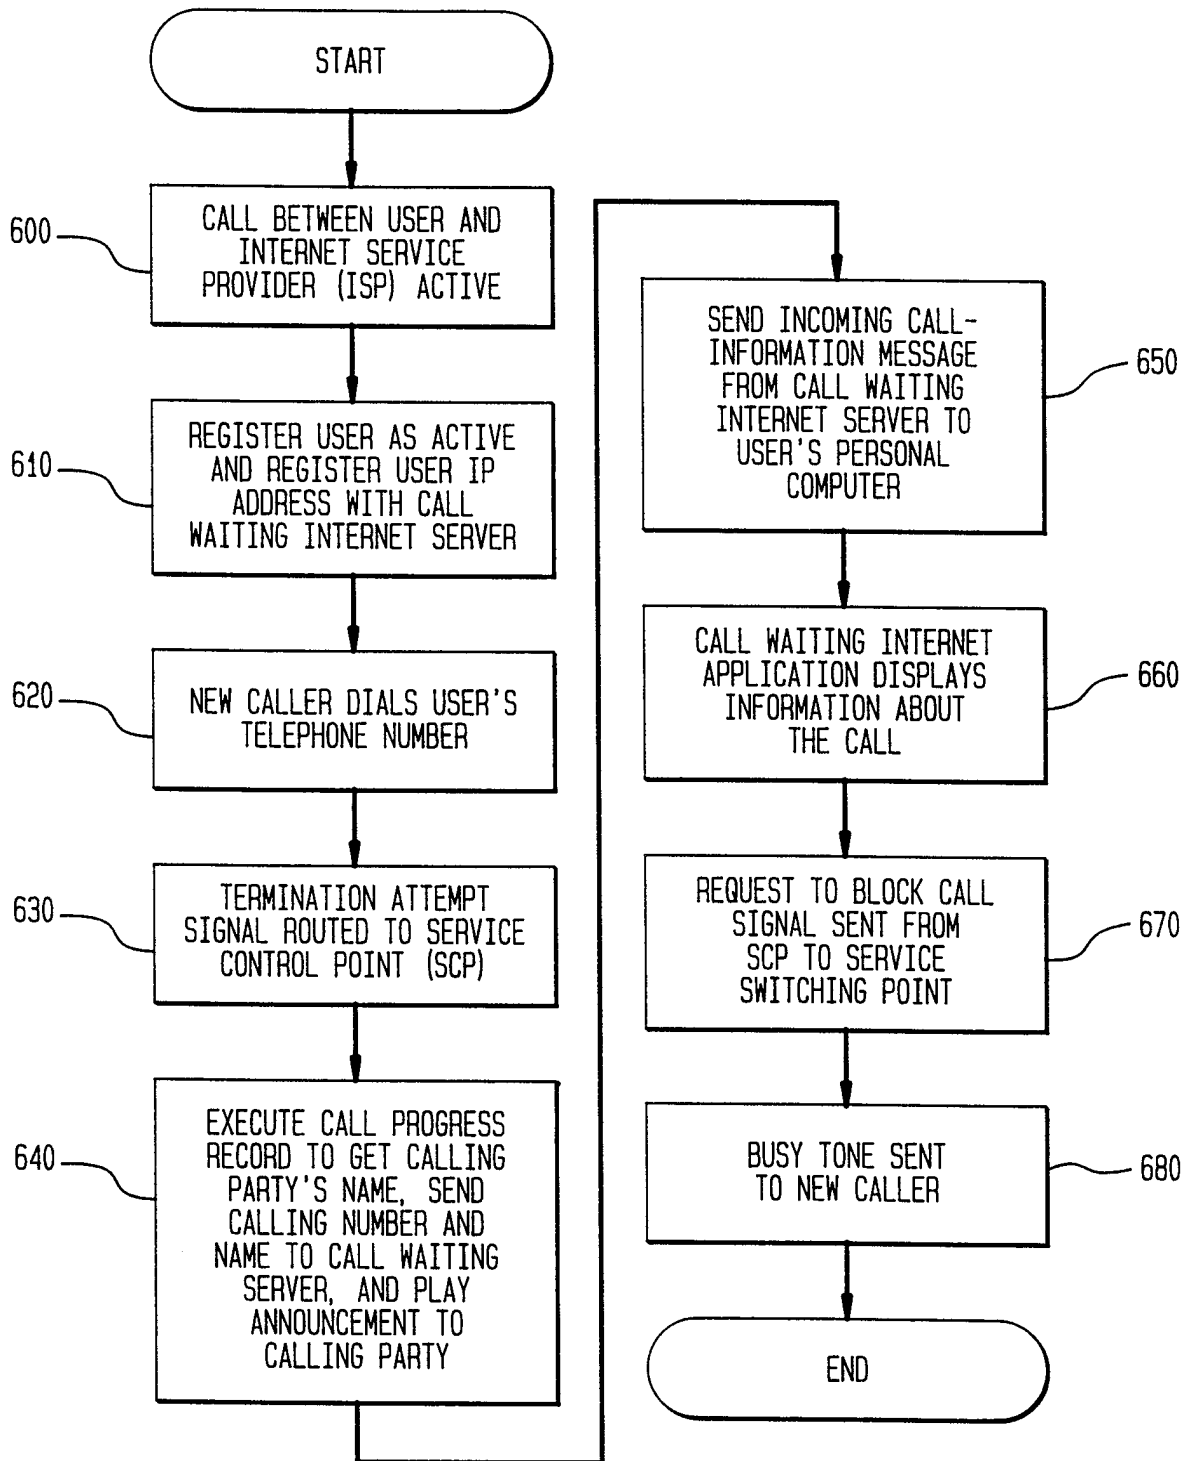 START
600
CALL BETWEEN USER AND
INTERNET SERVICE
PROVIDER (ISP) ACTIVE
610
REGISTER USER AS ACTIVE
AND REGISTER USER IP
ADDRESS WITH CALL
WAITING INTERNET SERVER
620
NEW CALLER DIALS USER'S
TELEPHONE NUMBER
630
TERMINATION ATTEMPT
SIGNAL ROUTED TO SERVICE
CONTROL POINT (SCP)
640
EXECUTE CALL PROGRESS
RECORD TO GET CALLING
PARTY'S NAME, SEND
CALLING NUMBER AND
NAME TO CALL WAITING
SERVER, AND PLAY
ANNOUNCEMENT TO
CALLING PARTY
SEND INCOMING CALL-
INFORMATION MESSAGE
FROM CALL WAITING
INTERNET SERVER TO
USER'S PERSONAL
COMPUTER
650
CALL WAITING INTERNET
APPLICATION DISPLAYS
INFORMATION ABOUT
THE CALL
660
REQUEST TO BLOCK CALL
SIGNAL SENT FROM
SCP TO SERVICE
SWITCHING POINT
670
BUSY TONE SENT
TO NEW CALLER
680
END